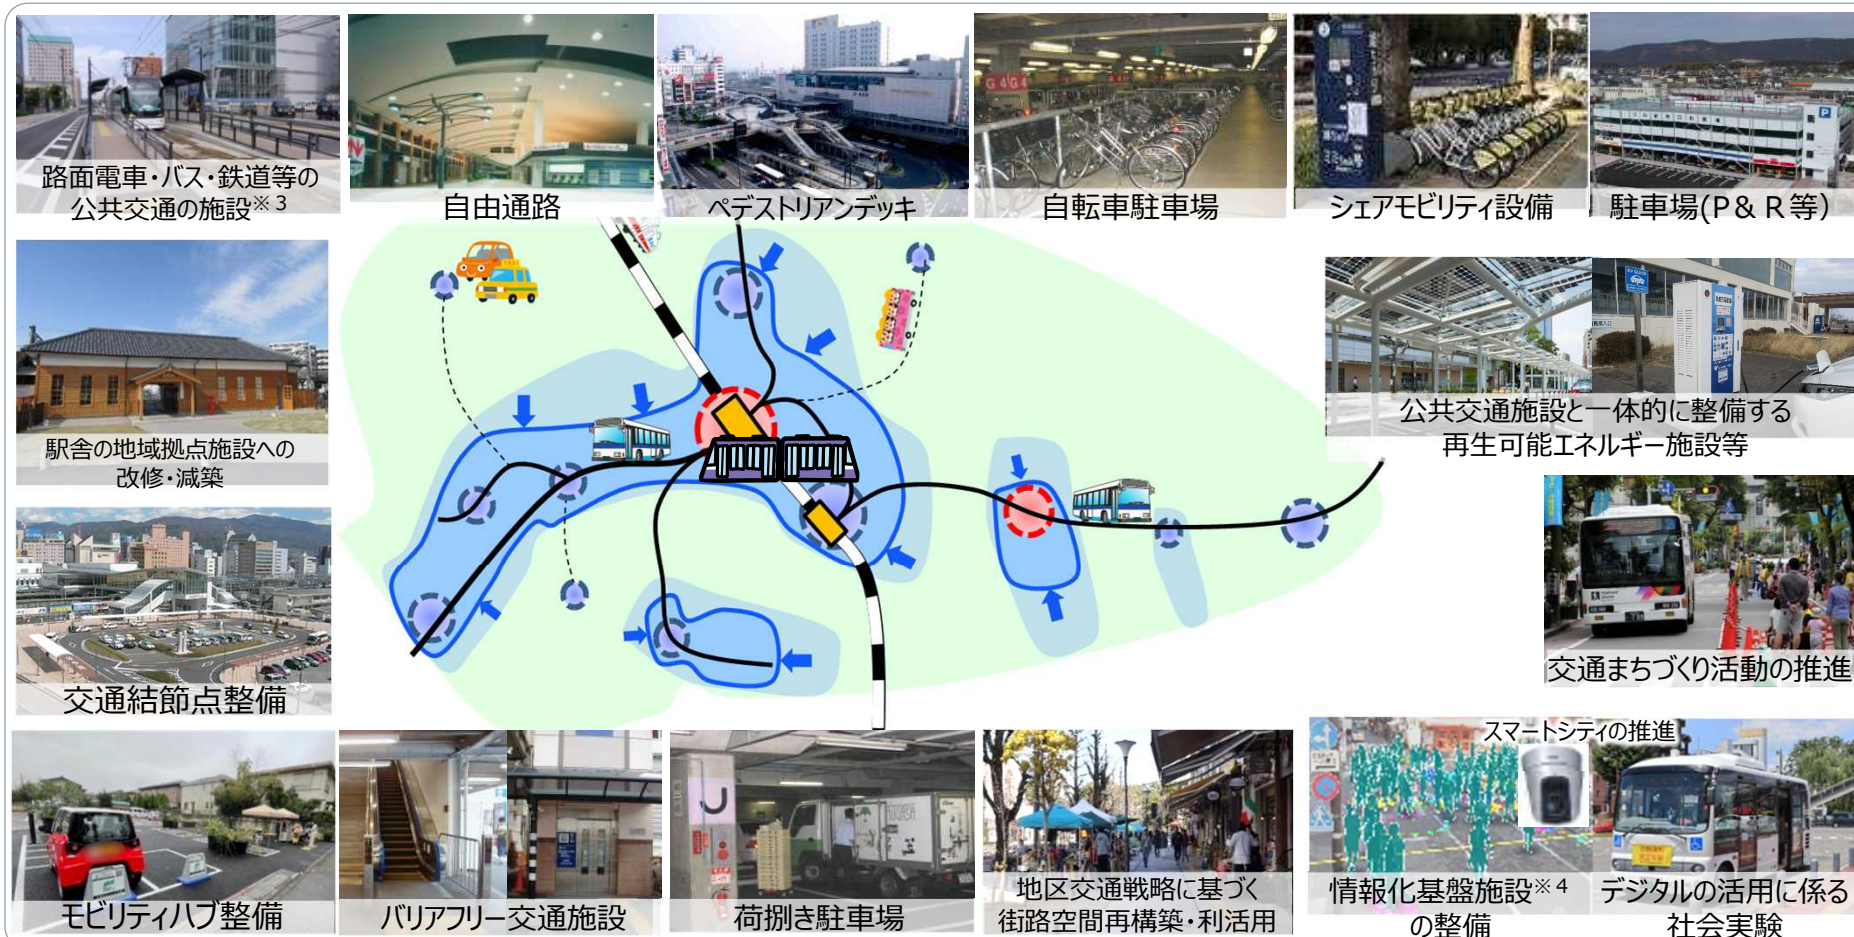 路面電車・バス・鉄道等の
公共交通の施設※3
自由通路
ペデストリアンデッキ
G4 G4
自転車駐車場
シェアモビリティ設備
P
駐車場(P&R等)
駅舎の地域拠点施設への
改修・減築
TAXI
公共交通施設と一体的に整備する
再生可能エネルギー施設等
交通結節点整備
交通まちづくり活動の推進
モビリティハブ整備
バリアフリー交通施設
荷捌き駐車場
地区交通戦略に基づく
街路空間再構築・利活用
スマートシティの推進
情報化基盤施設※4
の整備
デジタルの活用に係る
社会実験